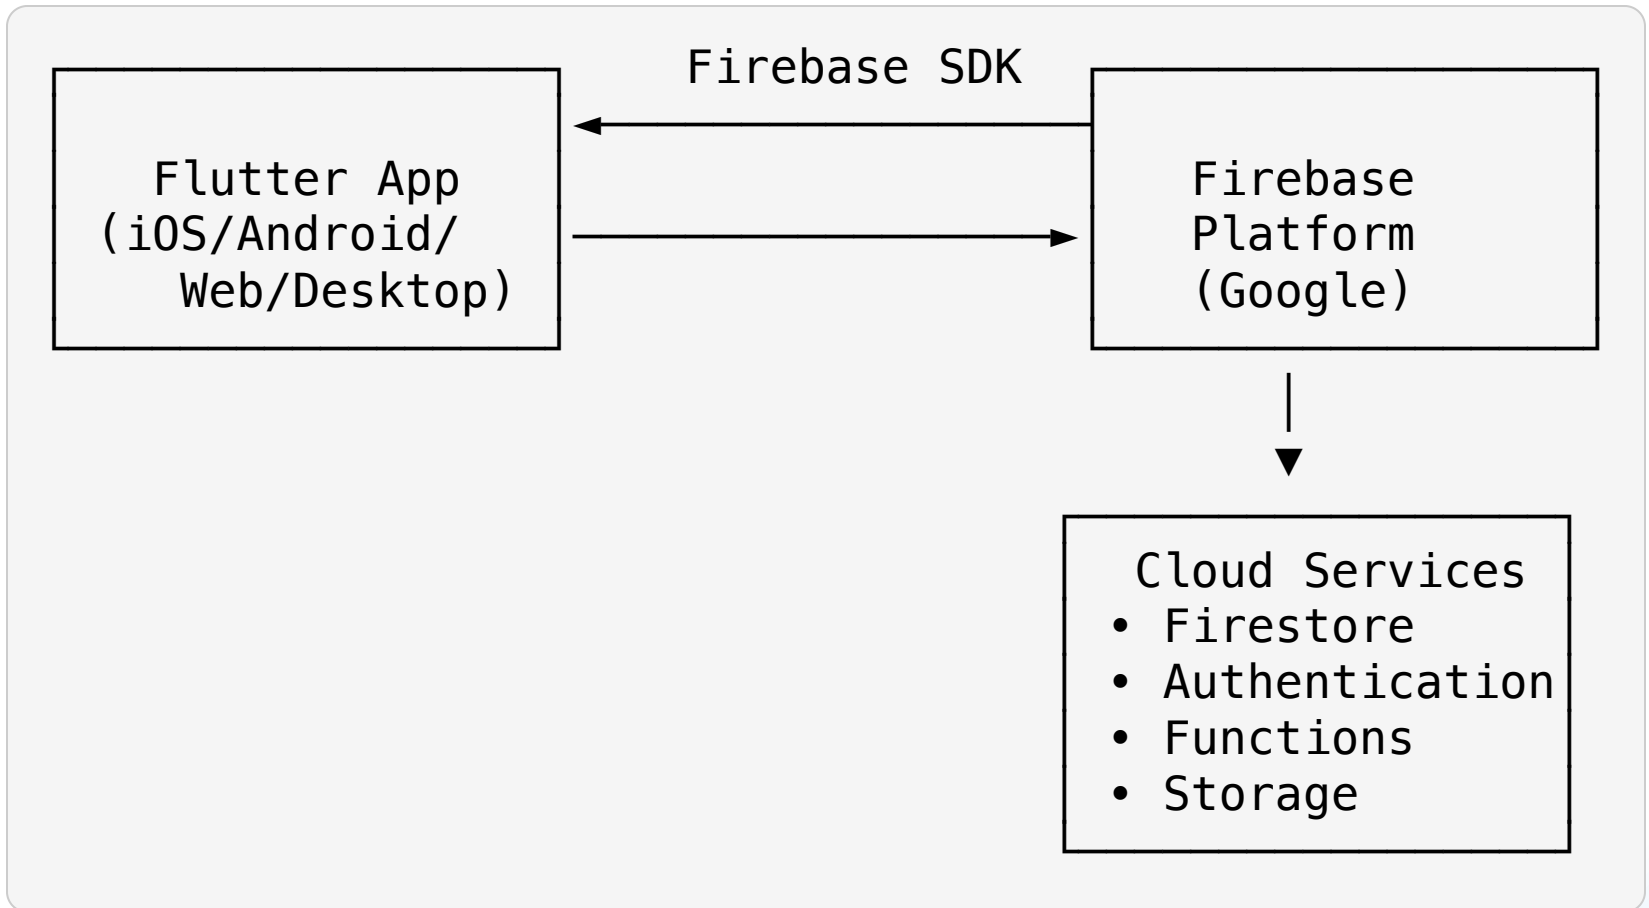 Firebase SDK
Flutter App
(iOS/Android/
Web/Desktop)
Firebase
Platform
(Google)
Cloud Services
• Firestore
• Authentication
• Functions
• Storage